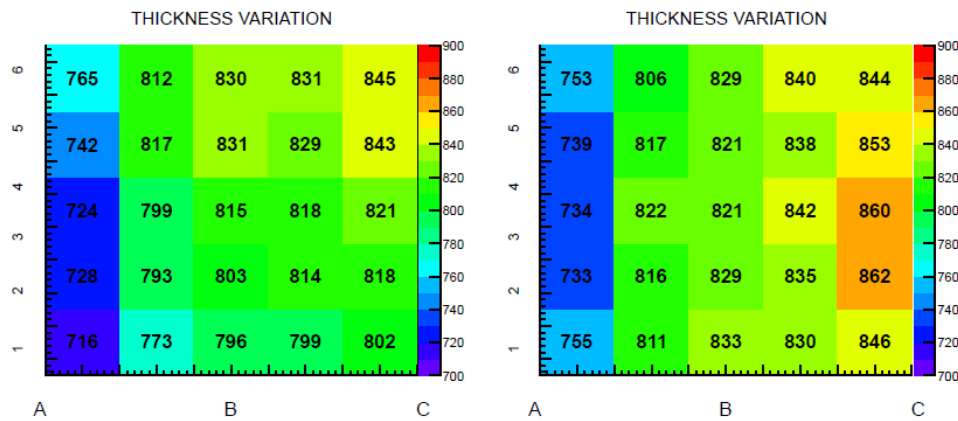 THICKNESS VARIATION
6 765 812 830 831 845
5 742 817 831 829 843
4 724 799 815 818 821
3
2 728 793 803 814 818
1 716 773 796 799 802
900
880
860
840
820
800
780
760
740
720
700
A B C
THICKNESS VARIATION
6 753 806 829 840 844
5 739 817 821 838 853
4 734 822 821 842 860
3
2 733 816 829 835 862
1 755 811 833 830 846
900
880
860
840
820
800
780
760
740
720
700
A B C